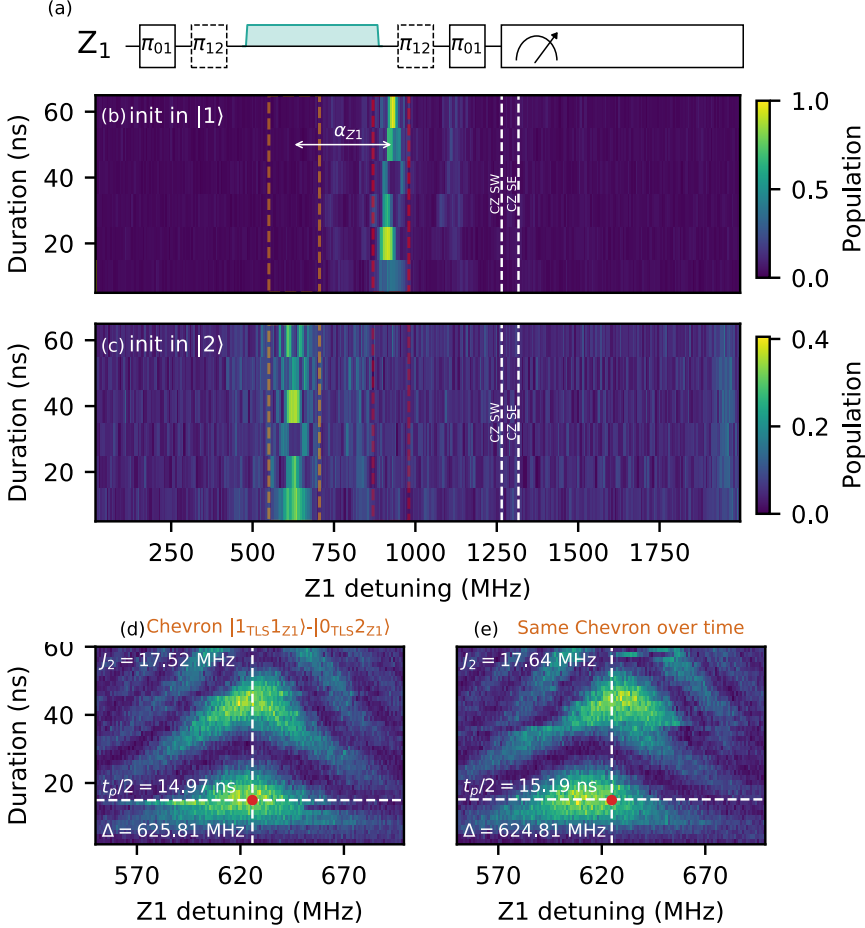 (a)
Z1 π01 π12 π12 π01
(b) init in |1⟩
αZ1
CZ SW
CZ SE
60
40
20
Duration (ns)
1.0
0.5
0.0
Population
(c) init in |2⟩
CZ SW
CZ SE
60
40
20
Duration (ns)
0.4
0.2
0.0
Population
250 500 750 1000 1250 1500 1750
Z1 detuning (MHz)
(d) Chevron |1TLS1Z1⟩-|0TLS2Z1⟩
J2 = 17.52 MHz
tp/2 = 14.97 ns
Δ = 625.81 MHz
60
40
20
Duration (ns)
570 620 670
Z1 detuning (MHz)
(e) Same Chevron over time
J2 = 17.64 MHz
tp/2 = 15.19 ns
Δ = 624.81 MHz
570 620 670
Z1 detuning (MHz)